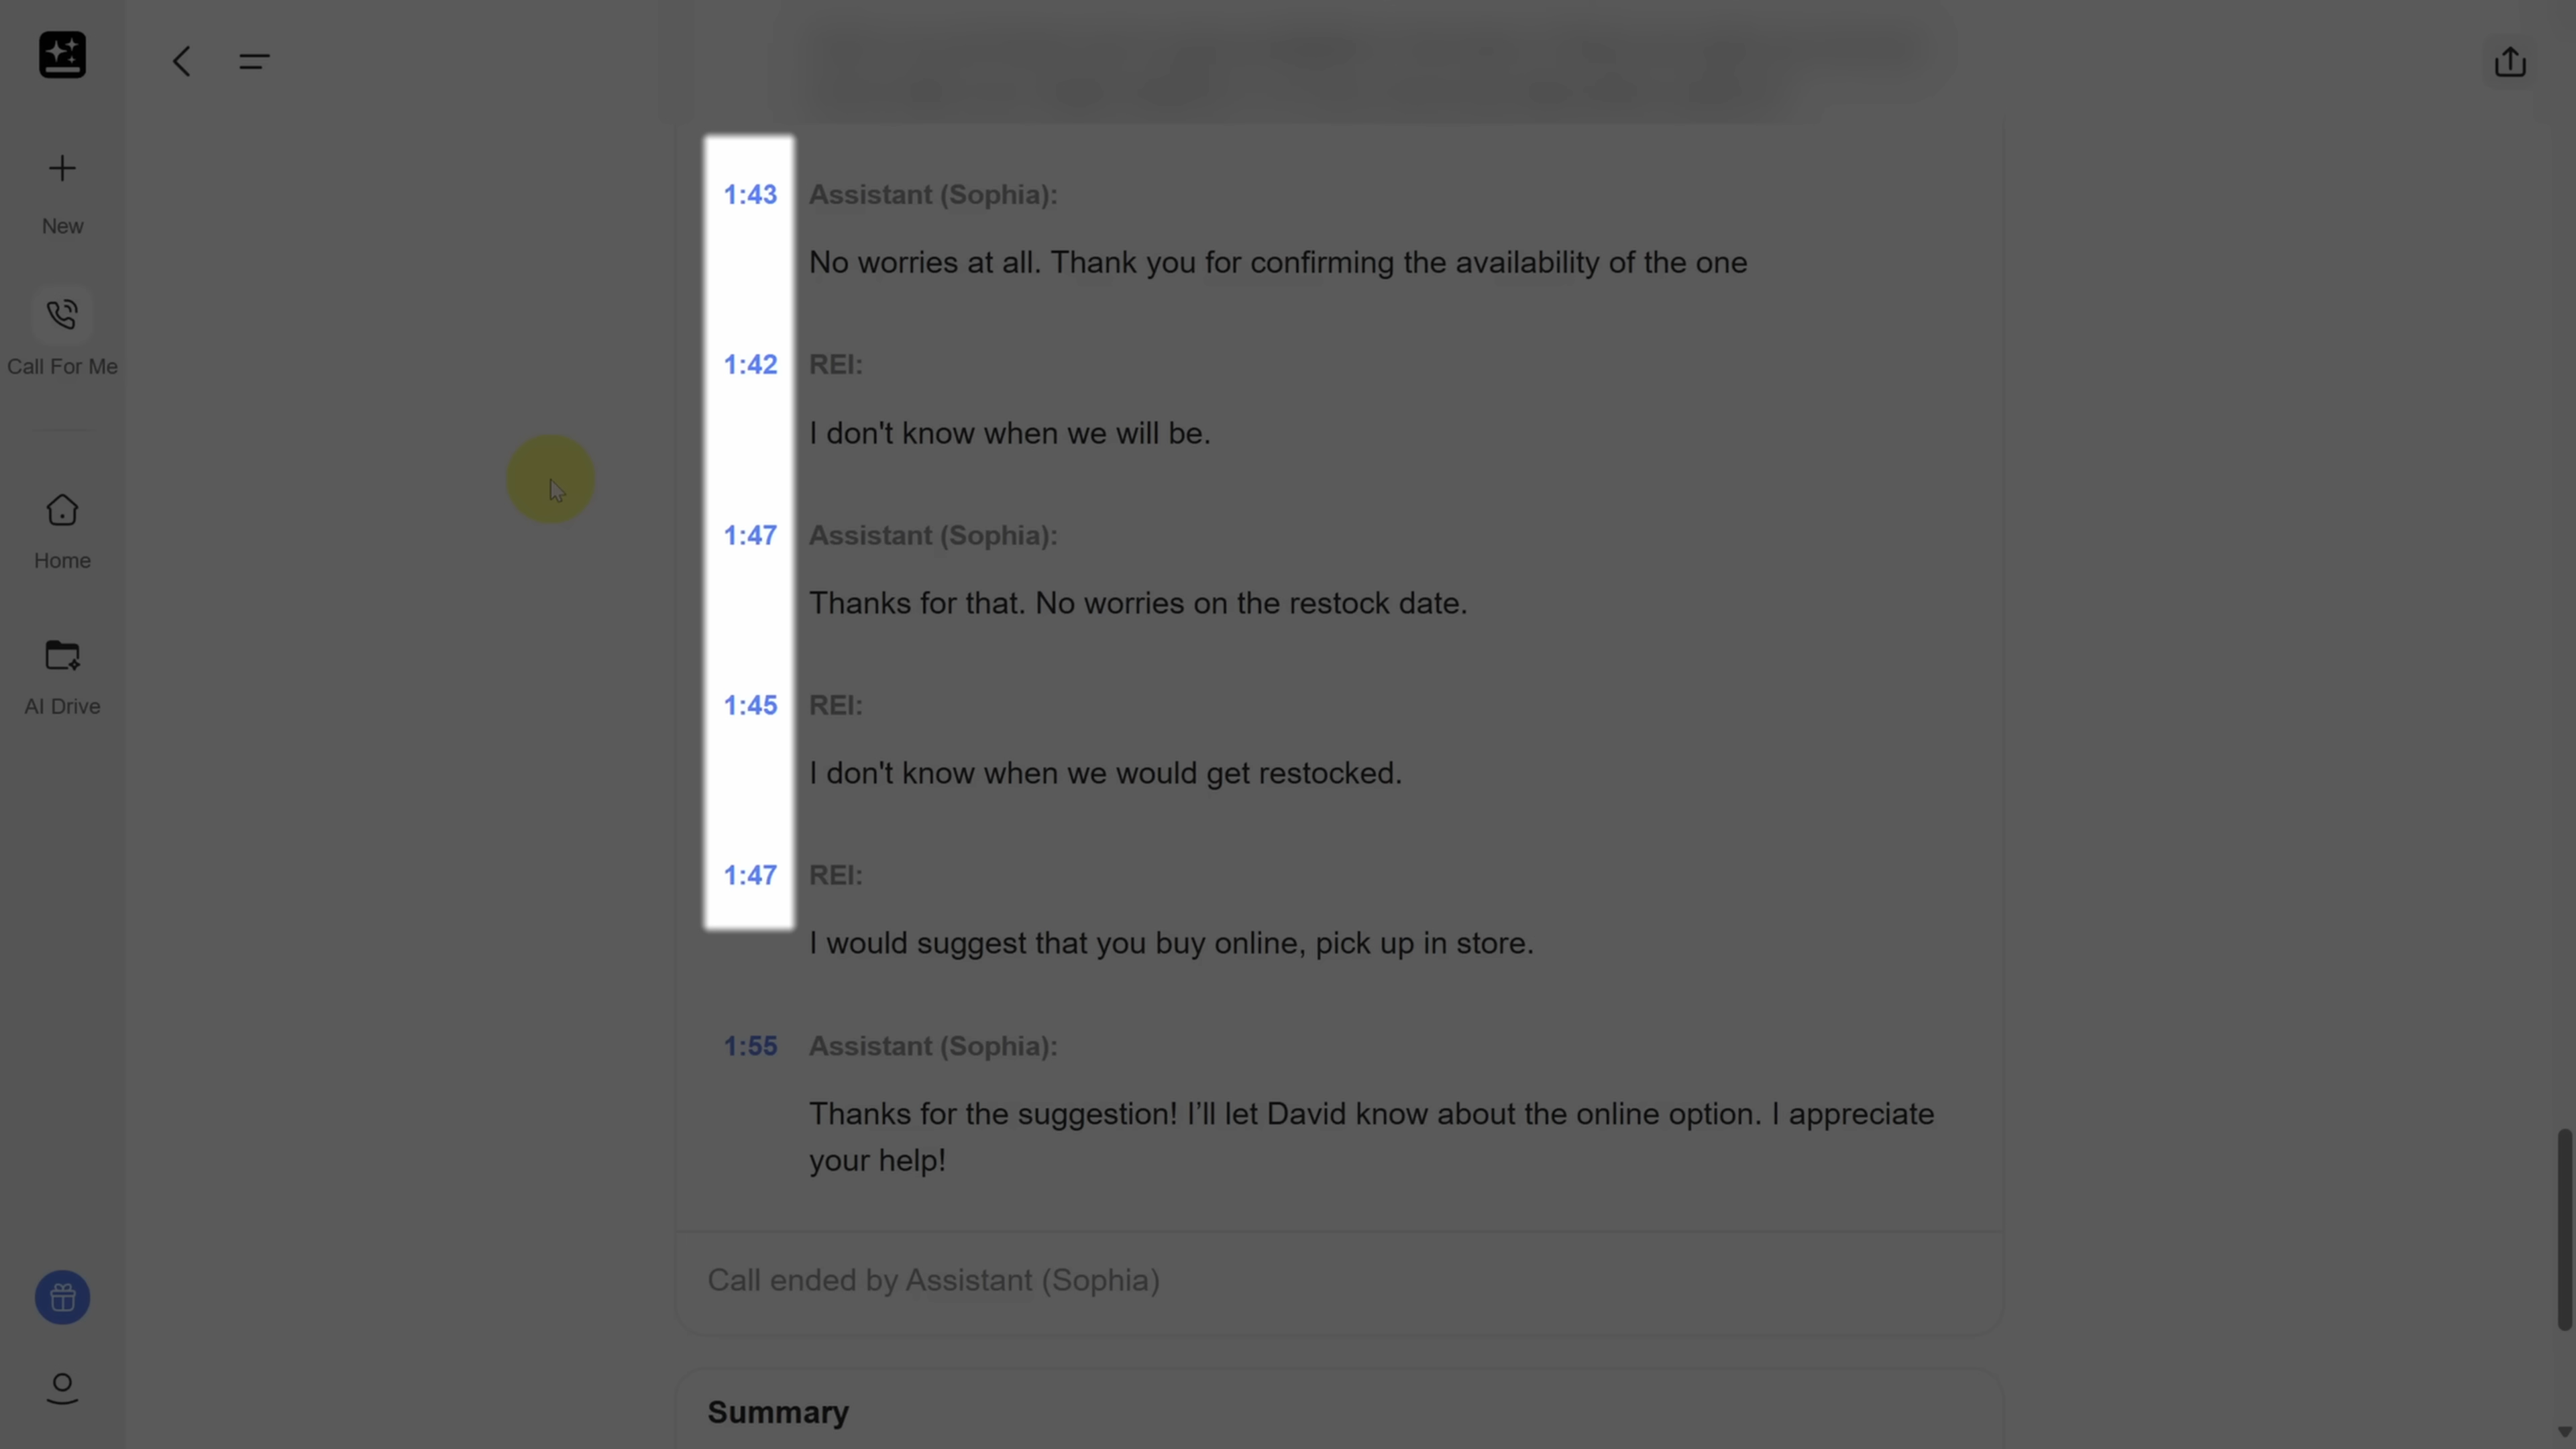 New
Call For Me
Home
AI Drive
1:43 Assistant (Sophia):
No worries at all. Thank you for confirming the availability of the one
1:42 REI:
I don't know when we will be.
1:47 Assistant (Sophia):
Thanks for that. No worries on the restock date.
1:45 REI:
I don't know when we would get restocked.
1:47 REI:
I would suggest that you buy online, pick up in store.
1:55 Assistant (Sophia):
Thanks for the suggestion! I’ll let David know about the online option. I appreciate
your help!
Call ended by Assistant (Sophia)
Summary